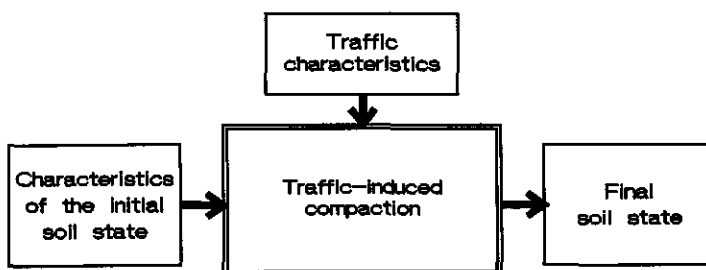 Traffic
characteristics
Characteristics
of the initial
soil state
Traffic-induced
compaction
Final
soil state